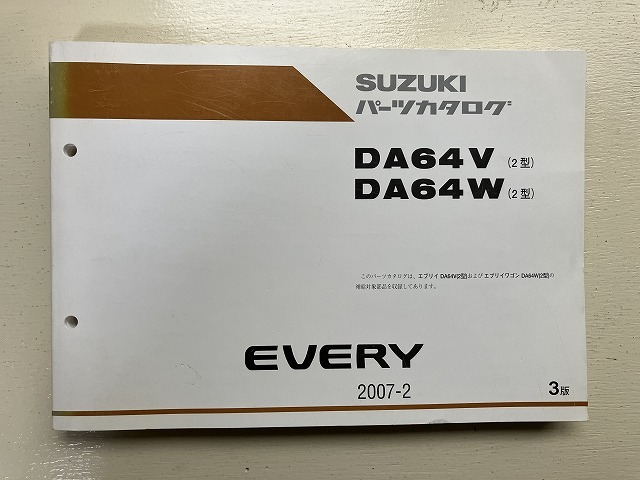 SUZUKI
パーツカタログ
DA64V (2型)
DA64W (2型)
このパーツカタログは、エブリイ DA64V(2型)および エブリイワゴン DA64W(2型)の
補給対象部品を収録してあります。
EVERY
2007-2
3版